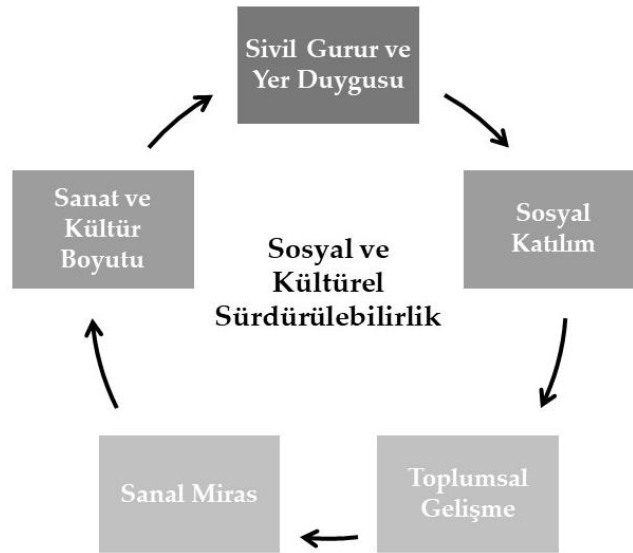 Sivil Gurur ve
Yer Duygusu
Sosyal
Katılım
Toplumsal
Gelişme
Sanal Miras
Sanat ve
Kültür
Boyutu
Sosyal ve
Kültürel
Sürdürülebilirlik